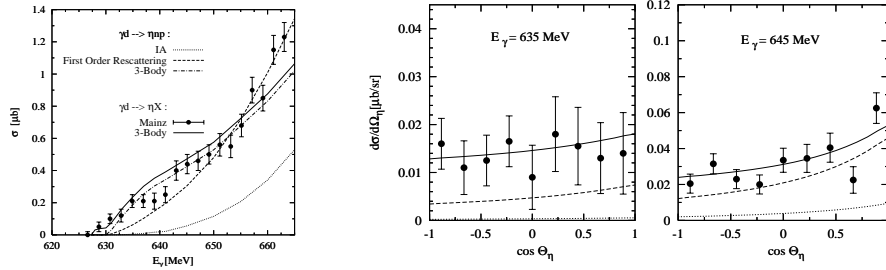 1.4
1.2
1
0.8
0.6
0.4
0.2
0
σ [μb]
γd --> ηnp :
IA
First Order Rescattering
3-Body
γd --> ηX :
Mainz
3-Body
620 630 640 650 660
E_γ[MeV]
0.04
0.03
0.02
0.01
0.00
dσ/dΩ_η[μb/sr]
E_γ = 635 MeV
-1 -0.5 0 0.5 1
cos Θ_η
0.12
0.10
0.08
0.06
0.04
0.02
0.00
E_γ = 645 MeV
-1 -0.5 0 0.5
cos Θ_η